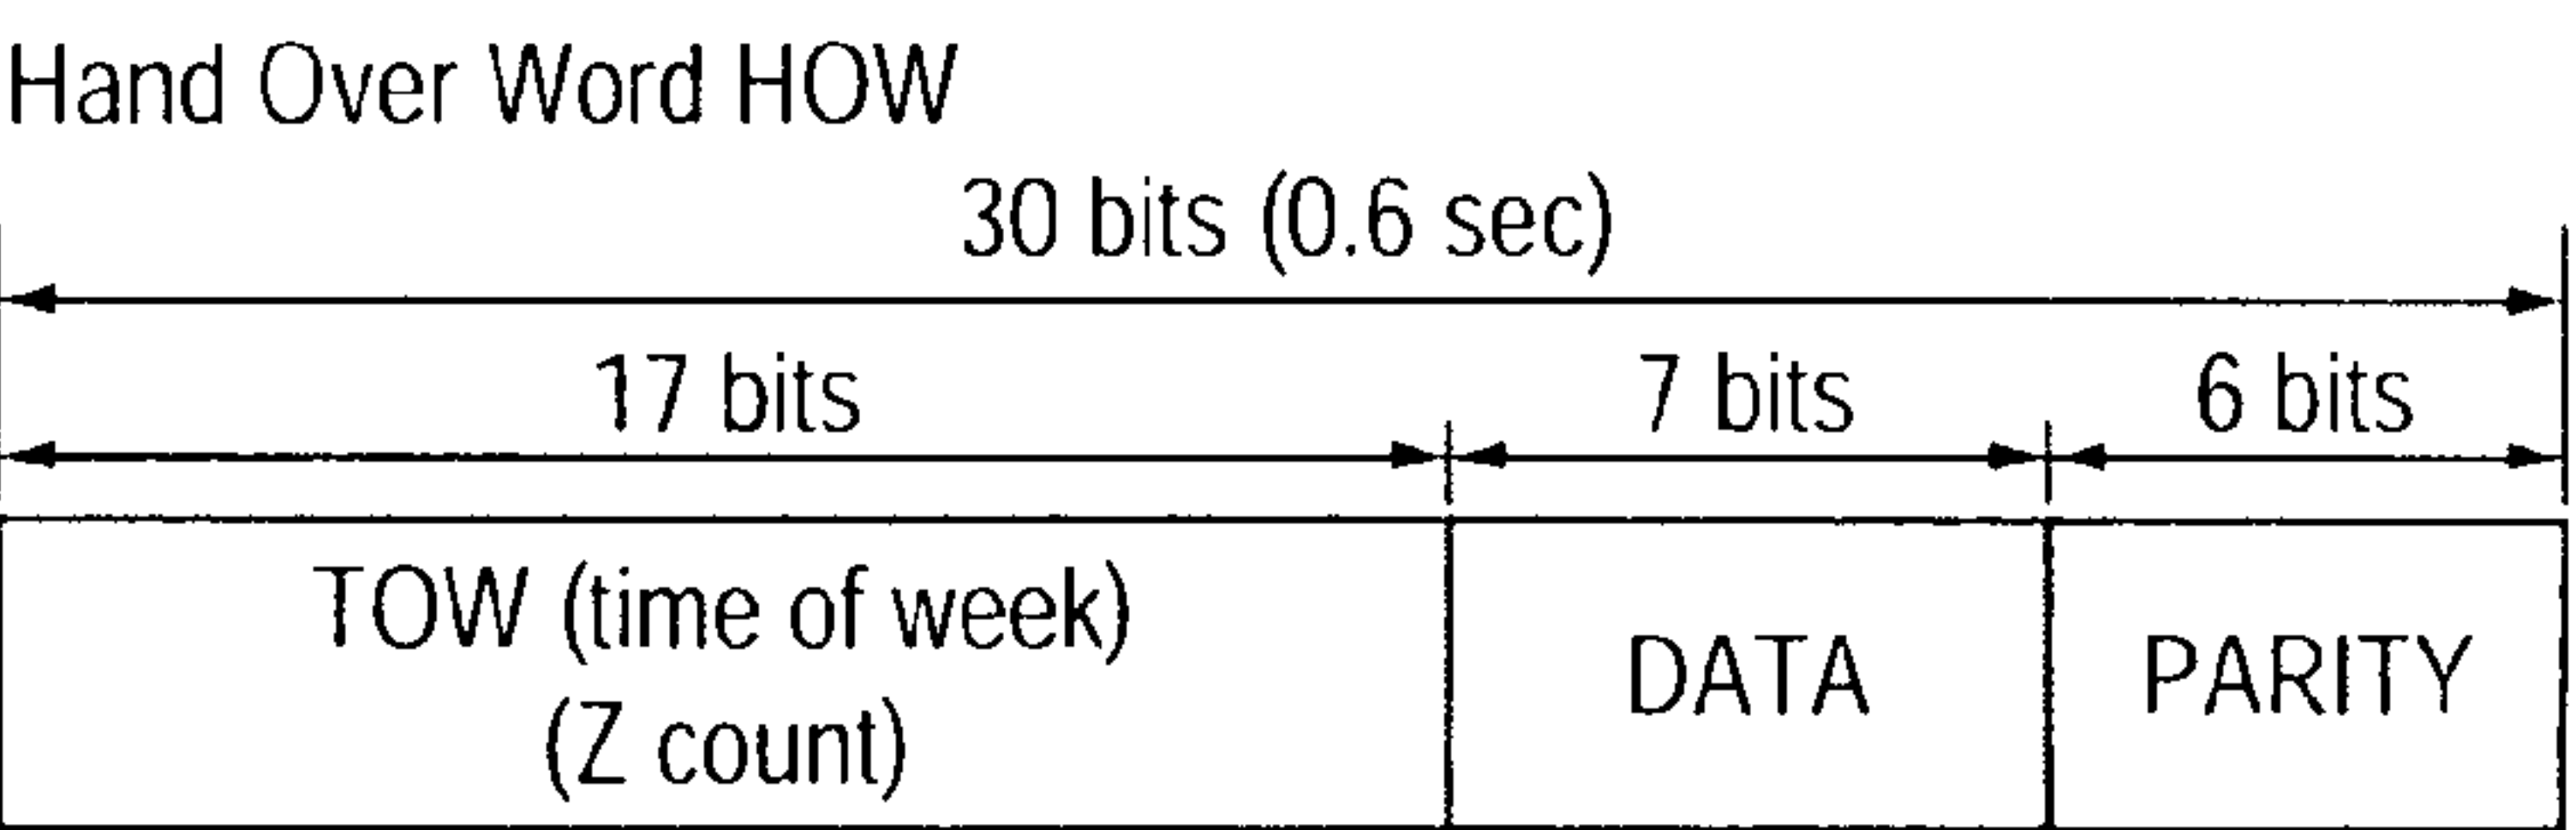 Hand Over Word HOW
30 bits (0.6 sec)
17 bits 7 bits 6 bits
TOW (time of week)
(Z count)
DATA
PARITY